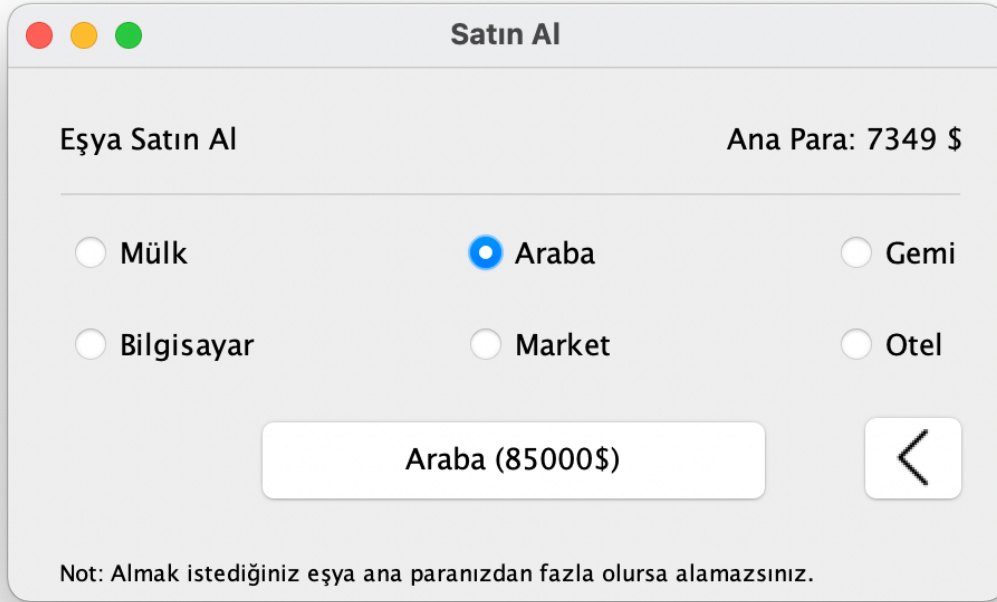 Satın Al
Eşya Satın Al Ana Para: 7349 $
Mülk Araba Gemi
Bilgisayar Market Otel
Araba (85000$)
Not: Almak istediğiniz eşya ana paranızdan fazla olursa alamazsınız.